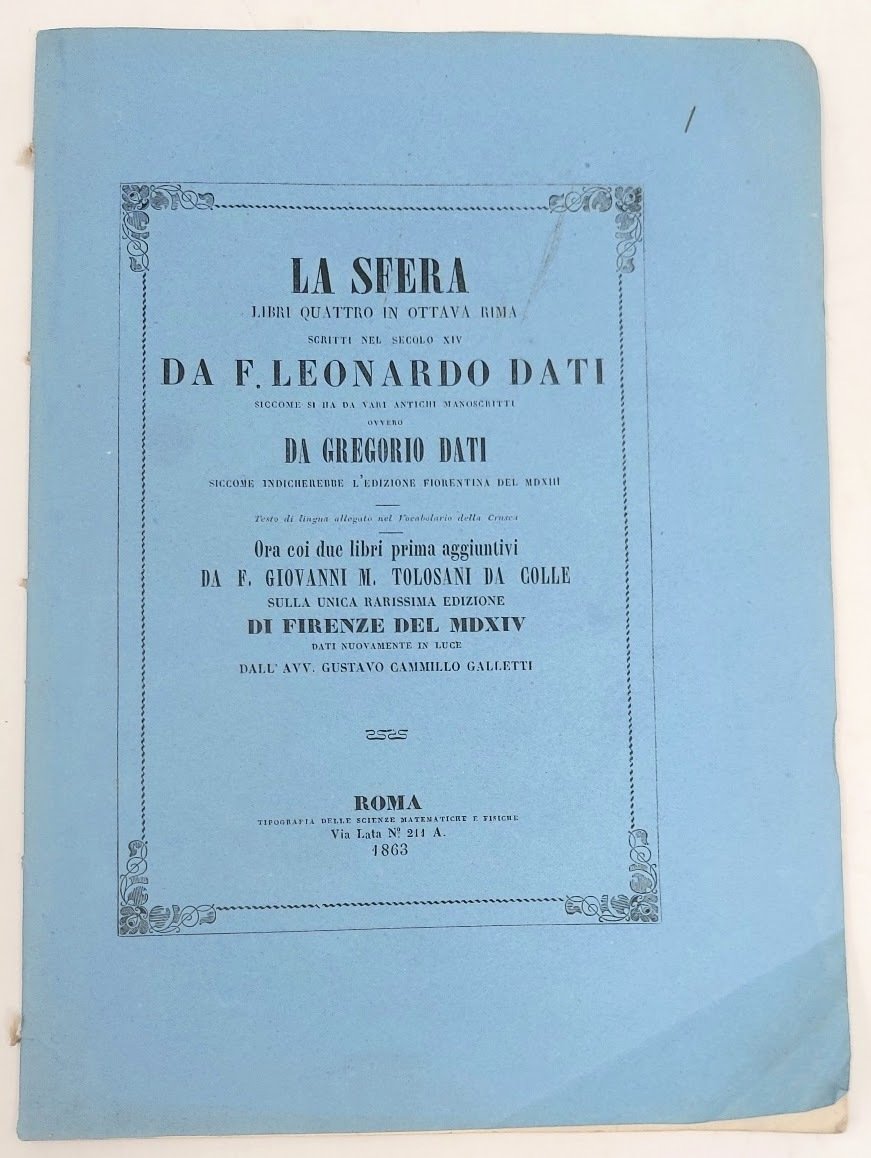 LA SFERA
LIBRI QUATTRO IN OTTAVA RIMA
SCRITTI NEL SECOLO XIV
DA F. LEONARDO DATI
SICCOME SI HA DA VARI ANTICHI MANOSCRITTI
OVVERO
DA GREGORIO DATI
SICCOME INDICHEREBBE L'EDIZIONE FIORENTINA DEL MDXIII
Testo di lingua allegato nel Vocabolario della Crusca
Ora coi due libri prima aggiuntivi
DA F. GIOVANNI M. TOLOSANI DA COLLE
SULLA UNICA RARISSIMA EDIZIONE
DI FIRENZE DEL MDXIV
DATI NUOVAMENTE IN LUCE
DALL' AVV. GUSTAVO CAMMILLO GALLETTI
ROMA
TIPOGRAFIA DELLE SCIENZE MATEMATICHE E FISICHE
Via Lata Nº 211 A.
1863